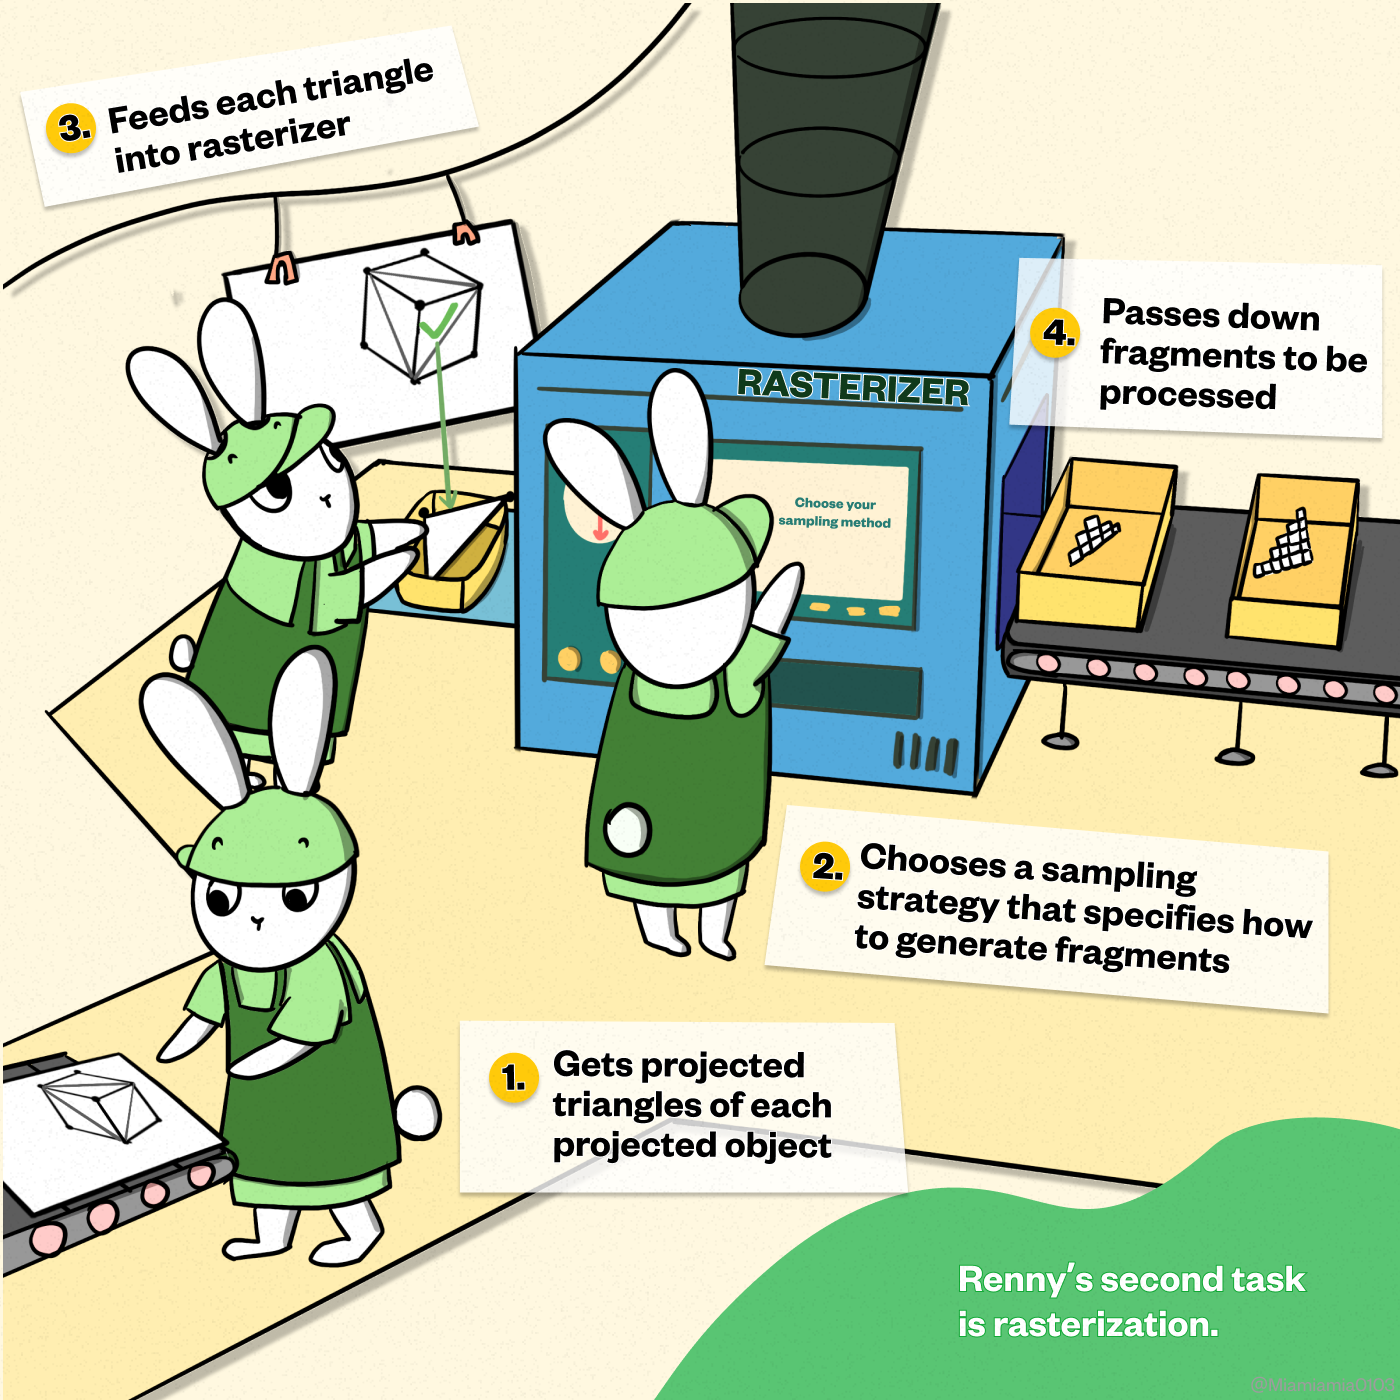 3. Feeds each triangle
into rasterizer
RASTERIZER
4. Passes down
fragments to be
processed
Choose your
sampling method
2. Chooses a sampling
strategy that specifies how
to generate fragments
1. Gets projected
triangles of each
projected object
Renny's second task
is rasterization.